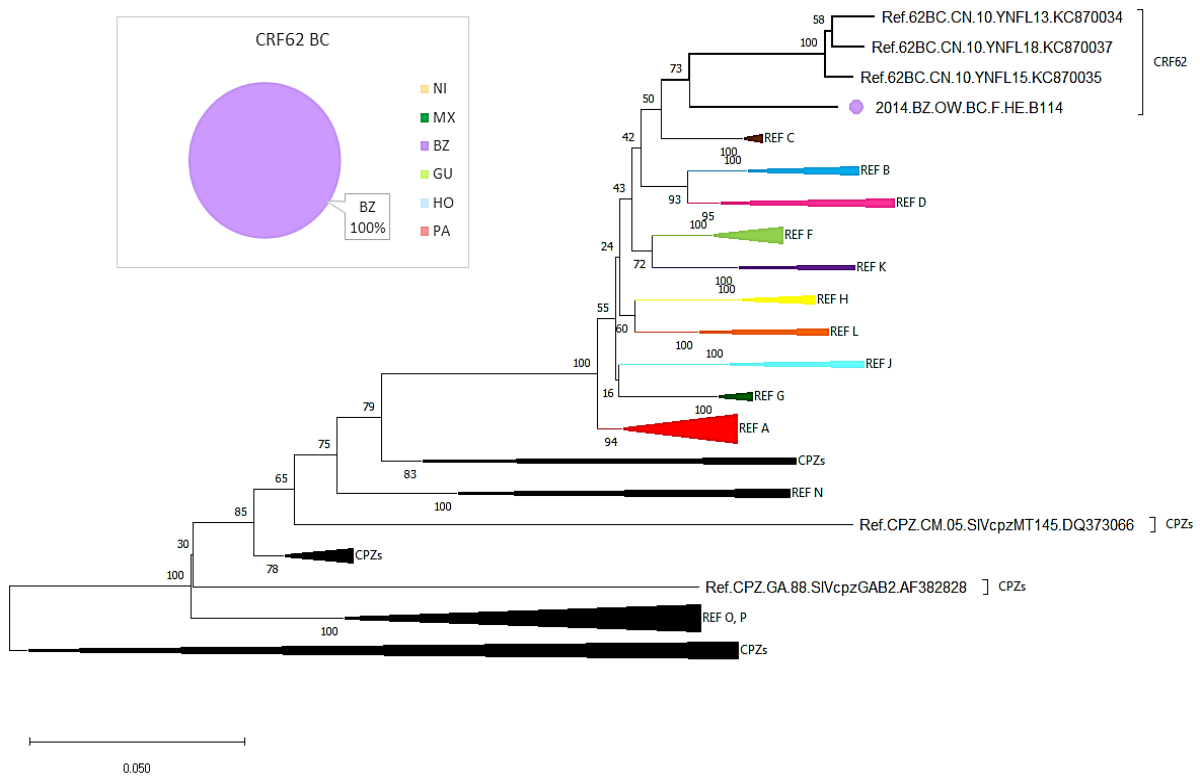 CRF62 BC
NI
MX
BZ
GU
HO
PA
BZ
100%
58
Ref.62BC.CN.10.YNFL13.KC870034
100
Ref.62BC.CN.10.YNFL18.KC870037
CRF62
73
Ref.62BC.CN.10.YNFL15.KC870035
50
2014.BZ.OW.BC.F.HE.B114
42
REF C
100
100
REF B
43
93
REF D
95
100
REF F
24
72
REF K
100
100
REF H
55
60
REF L
100
100
REF J
100
16
REF G
100
REF A
94
79
83
CPZs
75
REF N
100
65
Ref.CPZ.CM.05.SIVcpzMT145.DQ373066
CPZs
85
CPZs
78
30
100
Ref.CPZ.GA.88.SIVcpzGAB2.AF382828
CPZs
REF O, P
100
CPZs
0.050